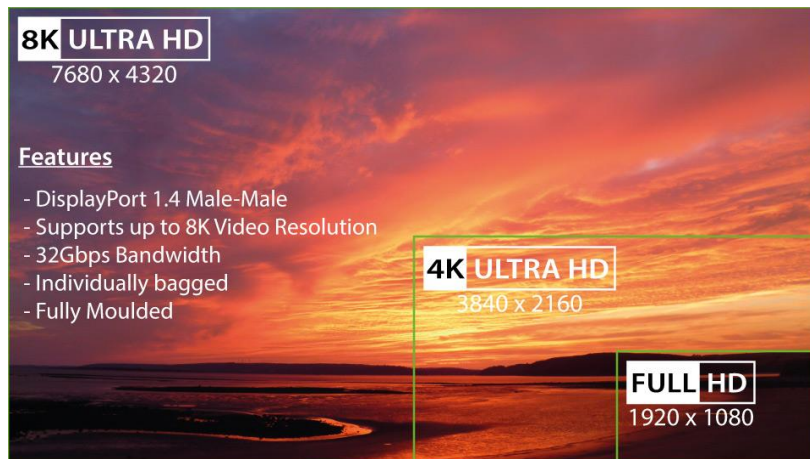 8K ULTRA HD
7680 x 4320
Features
- DisplayPort 1.4 Male-Male
- Supports up to 8K Video Resolution
- 32Gbps Bandwidth
- Individually bagged
- Fully Moulded
4K ULTRA HD
3840 x 2160
FULL HD
1920 x 1080